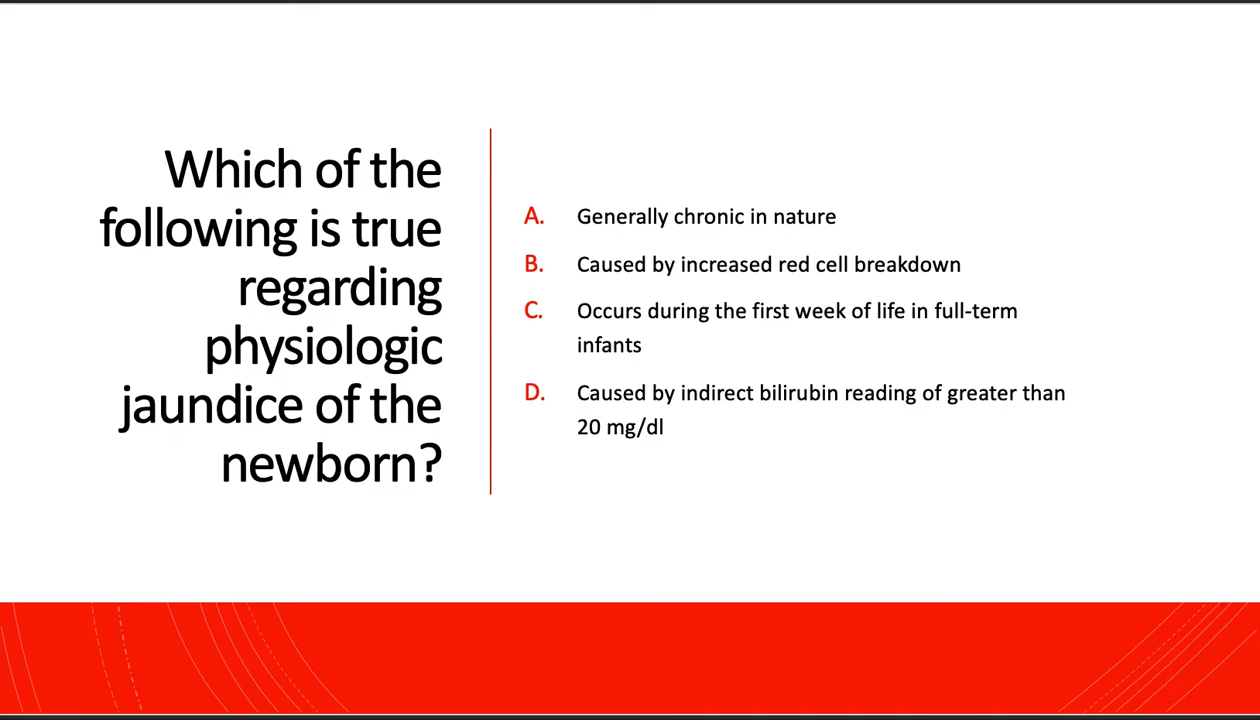 Which of the
following is true
regarding
physiologic
jaundice of the
newborn?
A. Generally chronic in nature
B. Caused by increased red cell breakdown
C. Occurs during the first week of life in full-term
infants
D. Caused by indirect bilirubin reading of greater than
20 mg/dl